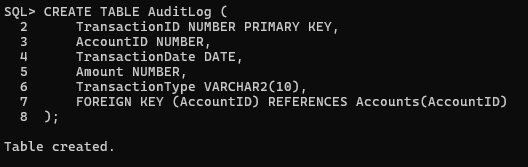 SQL> CREATE TABLE AuditLog (
  2      TransactionID NUMBER PRIMARY KEY,
  3      AccountID NUMBER,
  4      TransactionDate DATE,
  5      Amount NUMBER,
  6      TransactionType VARCHAR2(10),
  7      FOREIGN KEY (AccountID) REFERENCES Accounts(AccountID)
  8  );
Table created.